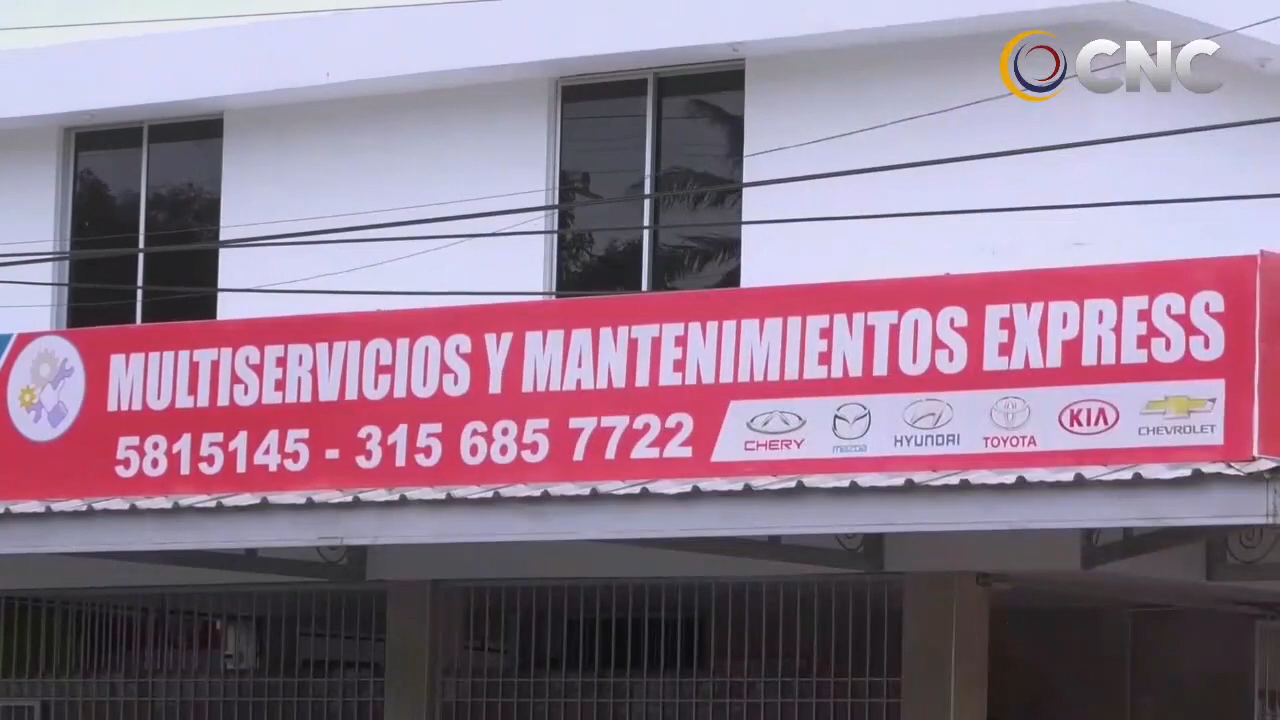 CNC
MULTISERVICIOS Y MANTENIMIENTOS EXPRESS
5815145 - 315 685 7722
CHERY mazda HYUNDAI TOYOTA KIA CHEVROLET